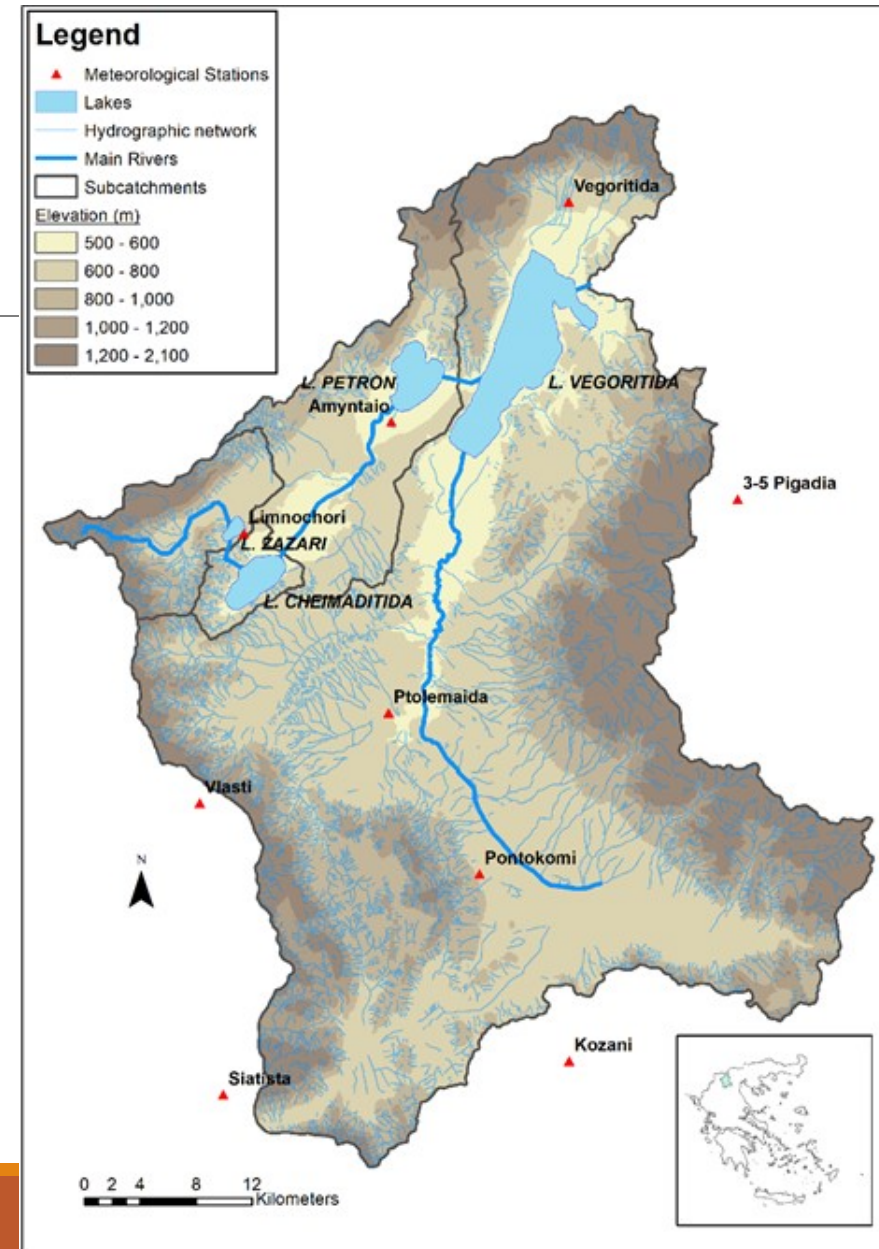 Legend
Meteorological Stations
Lakes
Hydrographic network
Main Rivers
Subcatchments
Elevation (m)
500 - 600
600 - 800
800 - 1,000
1,000 - 1,200
1,200 - 2,100
Vegoritida
L. PETRON
L. VEGORITIDA
Amyntaio
3-5 Pigadia
Limnochori
L. ZAZARI
L. CHEIMADITIDA
Ptolemaida
Vlasti
N
Pontokomi
Kozani
Siatista
0 2 4 8 12
Kilometers